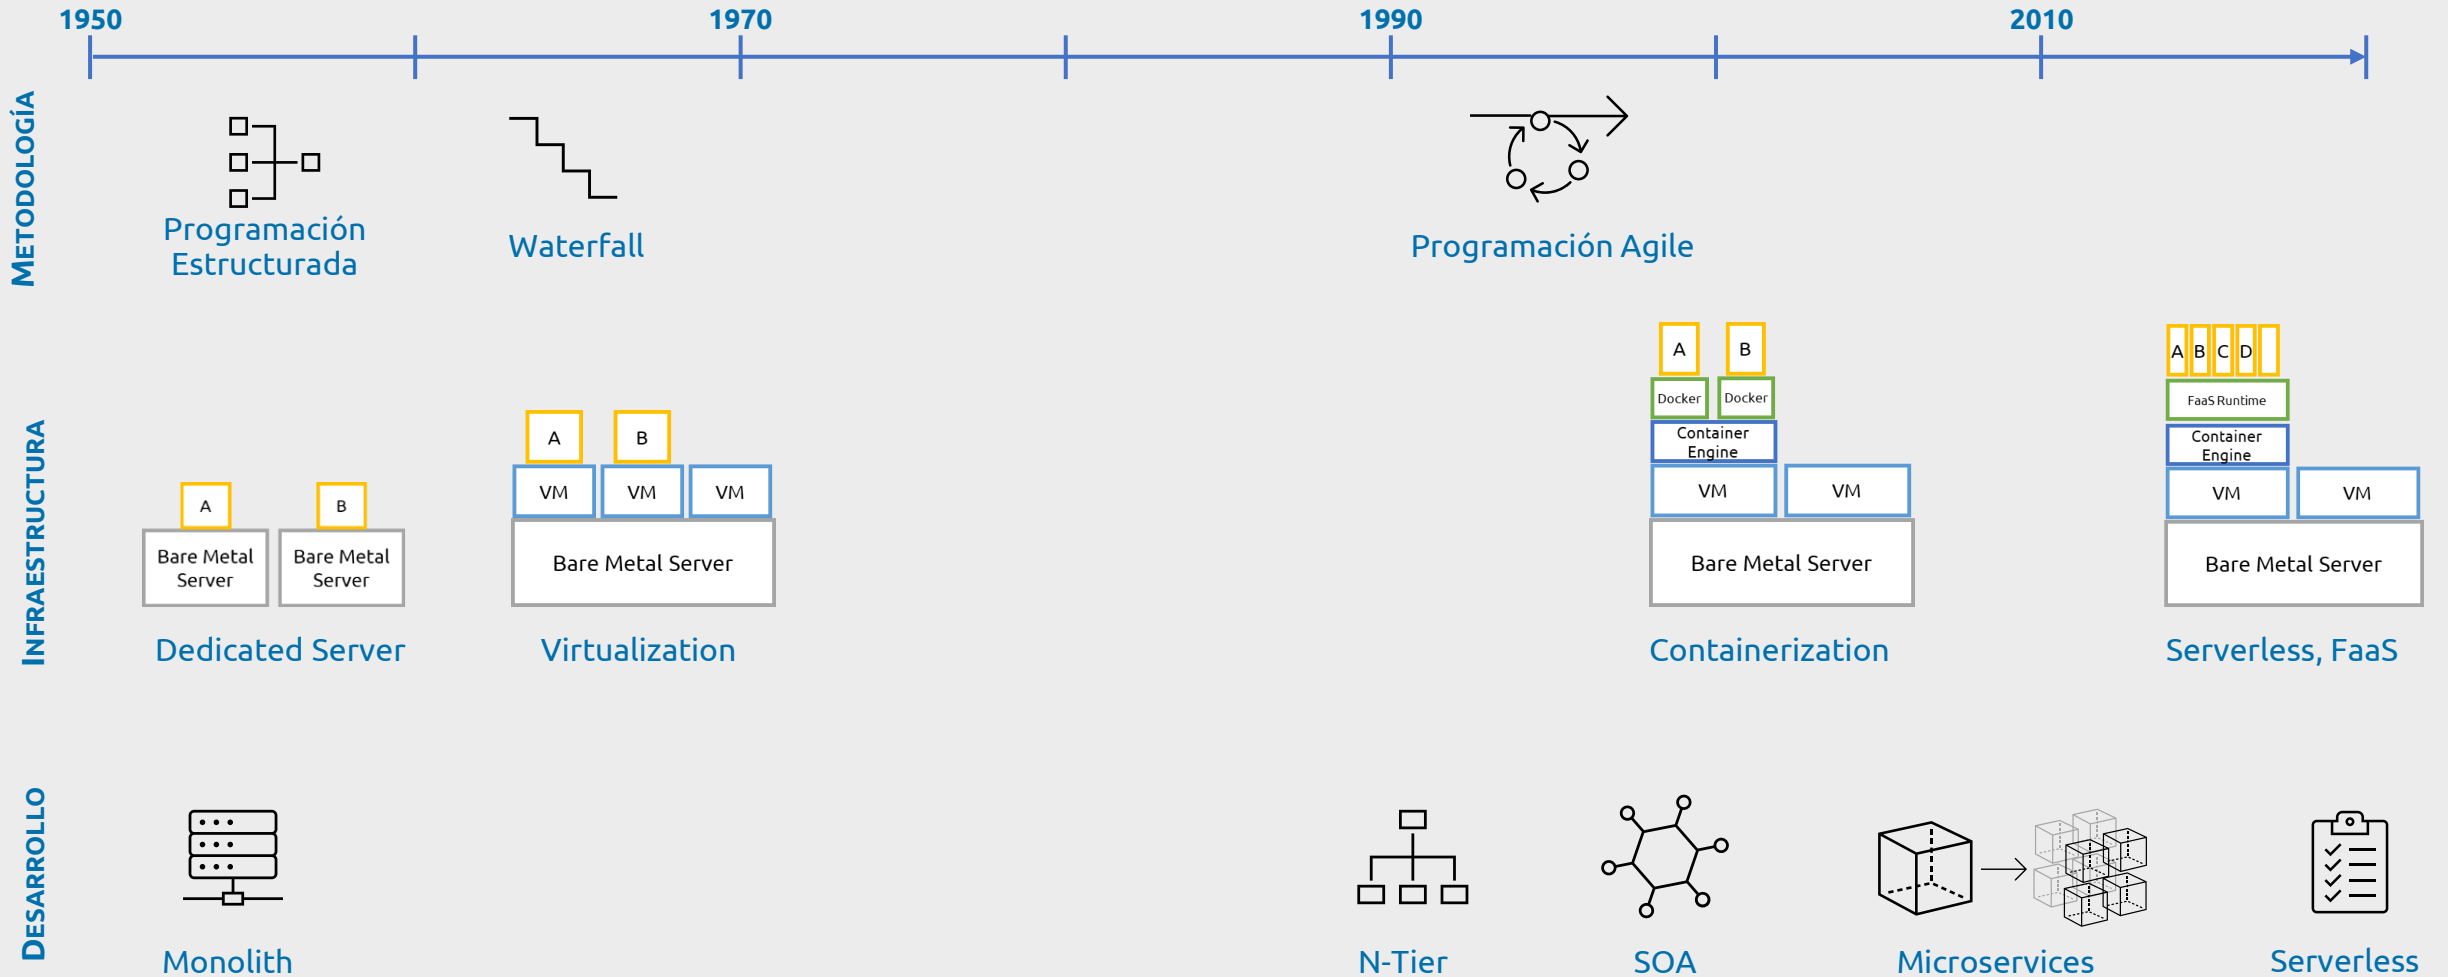 1950
1970
1990
2010
METODOLOGÍA
Programación
Estructurada
Waterfall
Programación Agile
INFRAESTRUCTURA
A
B
Bare Metal
Server
Bare Metal
Server
Dedicated Server
A
B
VM
VM
VM
Bare Metal Server
Virtualization
A
B
Docker
Docker
Container
Engine
VM
VM
Bare Metal Server
Containerization
A
B
C
D
FaaS Runtime
Container
Engine
VM
VM
Bare Metal Server
Serverless, FaaS
DESARROLLO
Monolith
N-Tier
SOA
Microservices
Serverless